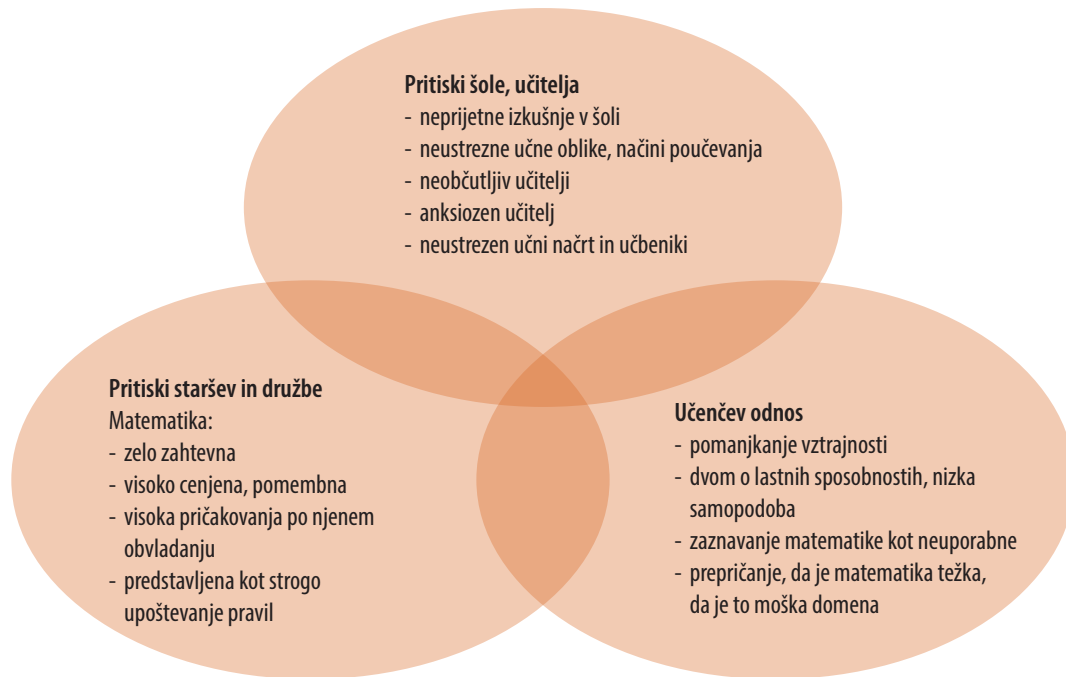 Pritiski šole, učitelja
- neprijetne izkušnje v šoli
- neustrezne učne oblike, načini poučevanja
- neobčutljiv učitelji
- anksiozen učitelj
- neustrezen učni načrt in učbeniki
Pritiski staršev in družbe
Matematika:
- zelo zahtevna
- visoko cenjena, pomembna
- visoka pričakovanja po njenem
obvladanju
- predstavljena kot strogo
upoštevanje pravil
Učenčev odnos
- pomanjkanje vztrajnosti
- dvom o lastnih sposobnostih, nizka
samopodoba
- zaznavanje matematike kot neuporabne
- prepričanje, da je matematika težka,
da je to moška domena